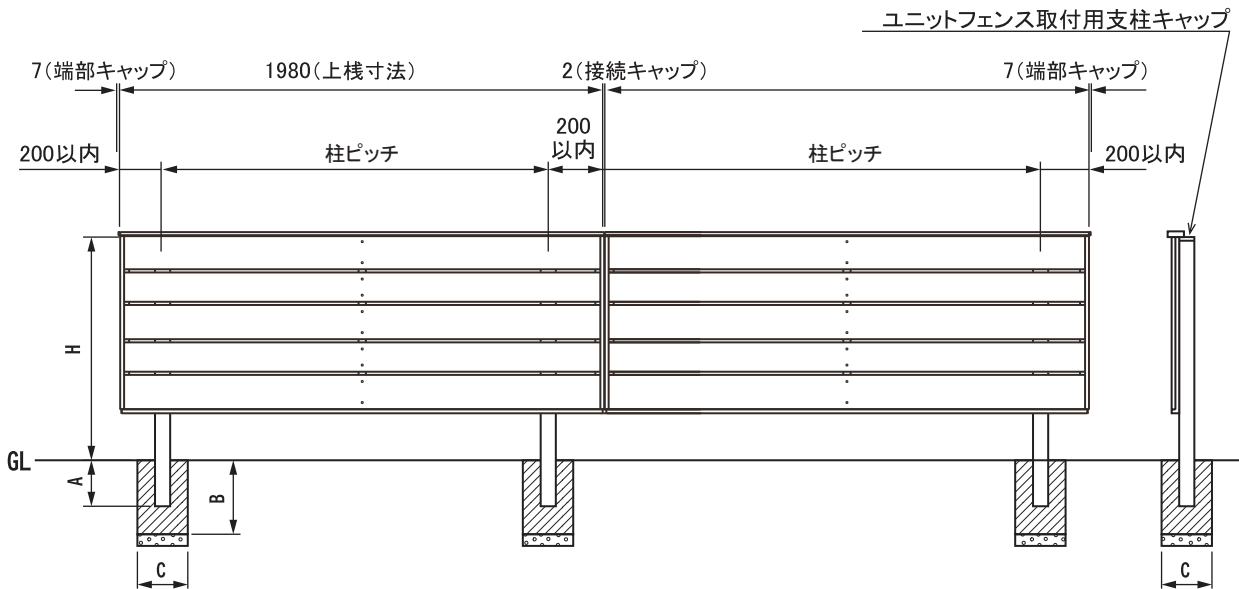 ユニットフェンス取付用支柱キャップ
7(端部キャップ)
1980(上桟寸法)
2(接続キャップ)
7(端部キャップ)
200以内
柱ピッチ
200
以内
柱ピッチ
200以内
H
GL
A
B
C
C